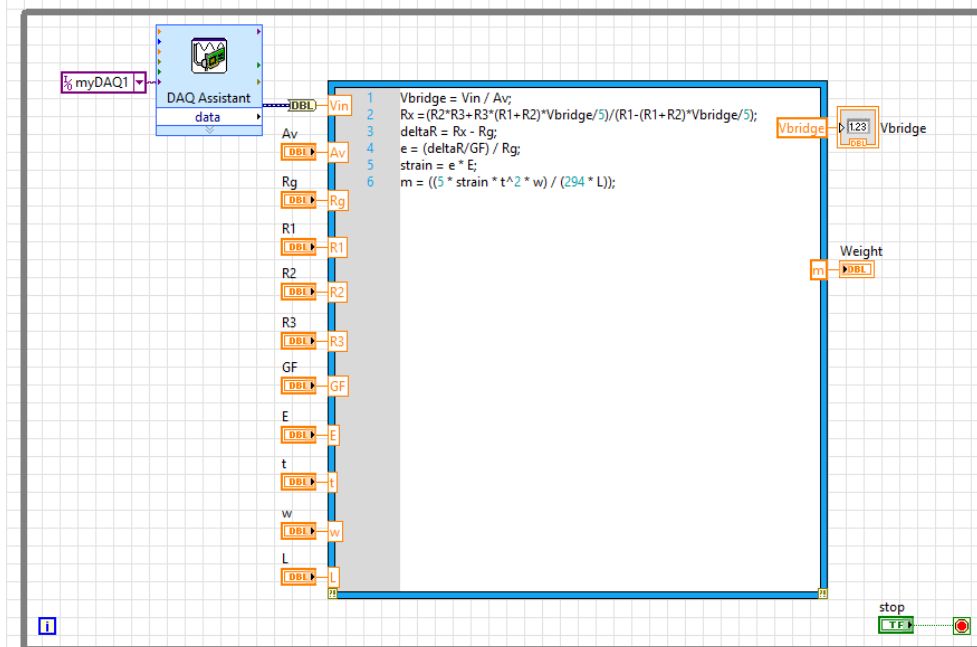 myDAQ1
DAQ Assistant
data
DBL
Vin
Av
DBL
Av
Rg
DBL
Rg
R1
DBL
R1
R2
DBL
R2
R3
DBL
R3
GF
DBL
GF
E
DBL
E
t
DBL
t
w
DBL
w
L
DBL
L
1 Vbridge = Vin / Av;
2 Rx =(R2*R3+R3*(R1+R2)*Vbridge/5)/(R1-(R1+R2)*Vbridge/5);
3 deltaR = Rx - Rg;
4 e = (deltaR/GF) / Rg;
5 strain = e * E;
6 m = ((5 * strain * t^2 * w) / (294 * L));
Vbridge
1.23
DBL
Vbridge
Weight
m
DBL
?!
?!
stop
TF
i